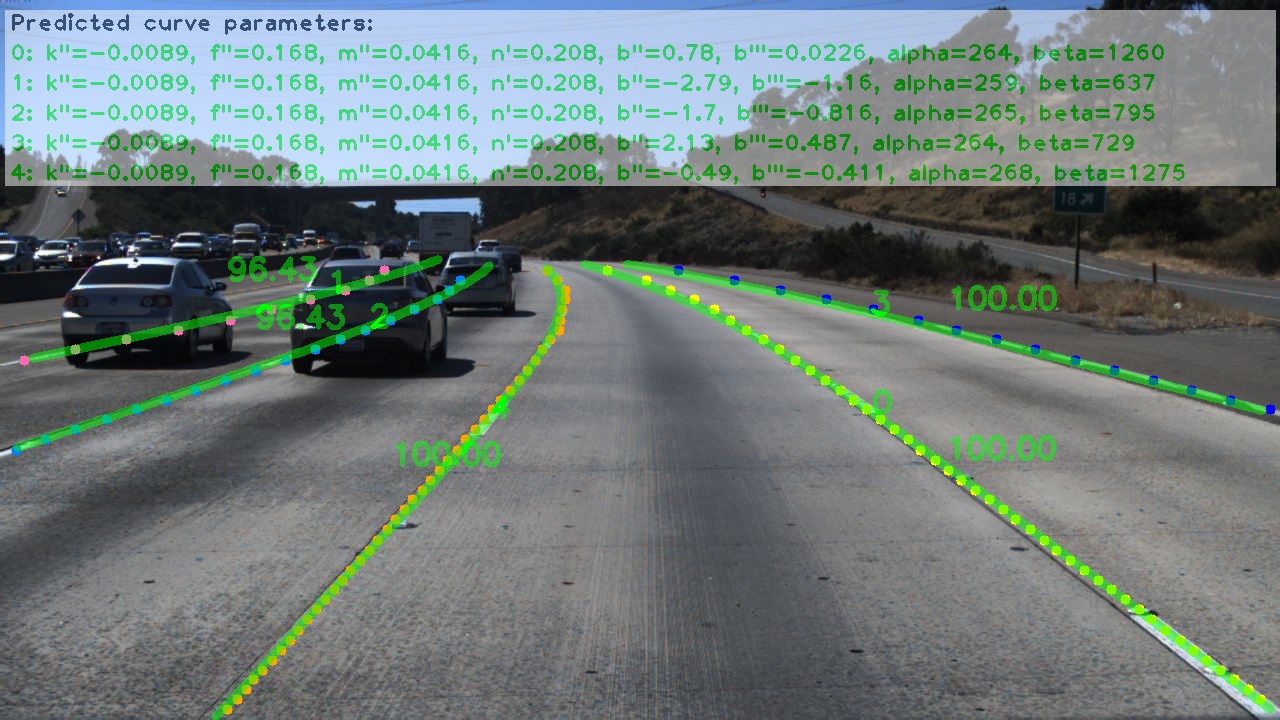 Predicted curve parameters:
0: k''=-0.0089, f''=0.168, m''=0.0416, n'=0.208, b''=0.78, b'''=0.0226, alpha=264, beta=1260
1: k''=-0.0089, f''=0.168, m''=0.0416, n'=0.208, b''=-2.79, b'''=-1.16, alpha=259, beta=637
2: k''=-0.0089, f''=0.168, m''=0.0416, n'=0.208, b''=-1.7, b'''=-0.816, alpha=265, beta=795
3: k''=-0.0089, f''=0.168, m''=0.0416, n'=0.208, b''=2.13, b'''=0.487, alpha=264, beta=729
4: k''=-0.0089, f''=0.168, m''=0.0416, n'=0.208, b''=-0.49, b'''=-0.411, alpha=268, beta=1275
18
96.43 1
3 100.00
96.43 2
0
4
100.00
100.00